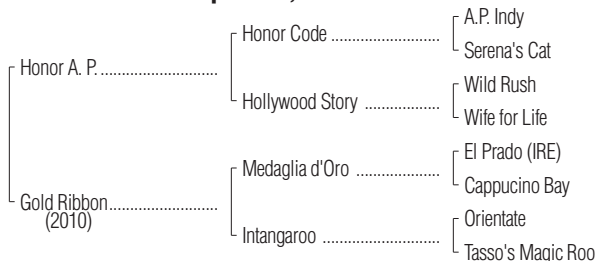 A.P. Indy
Honor Code ........................
Serena's Cat
Honor A. P. ..........................
Wild Rush
Hollywood Story .................
Wife for Life
El Prado (IRE)
Medaglia d'Oro ...................
Cappucino Bay
Gold Ribbon........................
(2010)
Orientate
Intangaroo ..........................
Tasso's Magic Roo